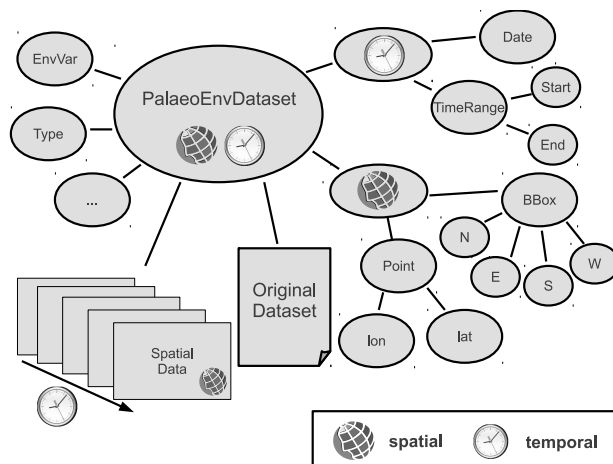 EnvVar
PalaeoEnvDataset
Date
Type
TimeRange
Start
End
...
BBox
N
E
S
W
Point
lon
lat
Original
Dataset
Spatial
Data
spatial
temporal